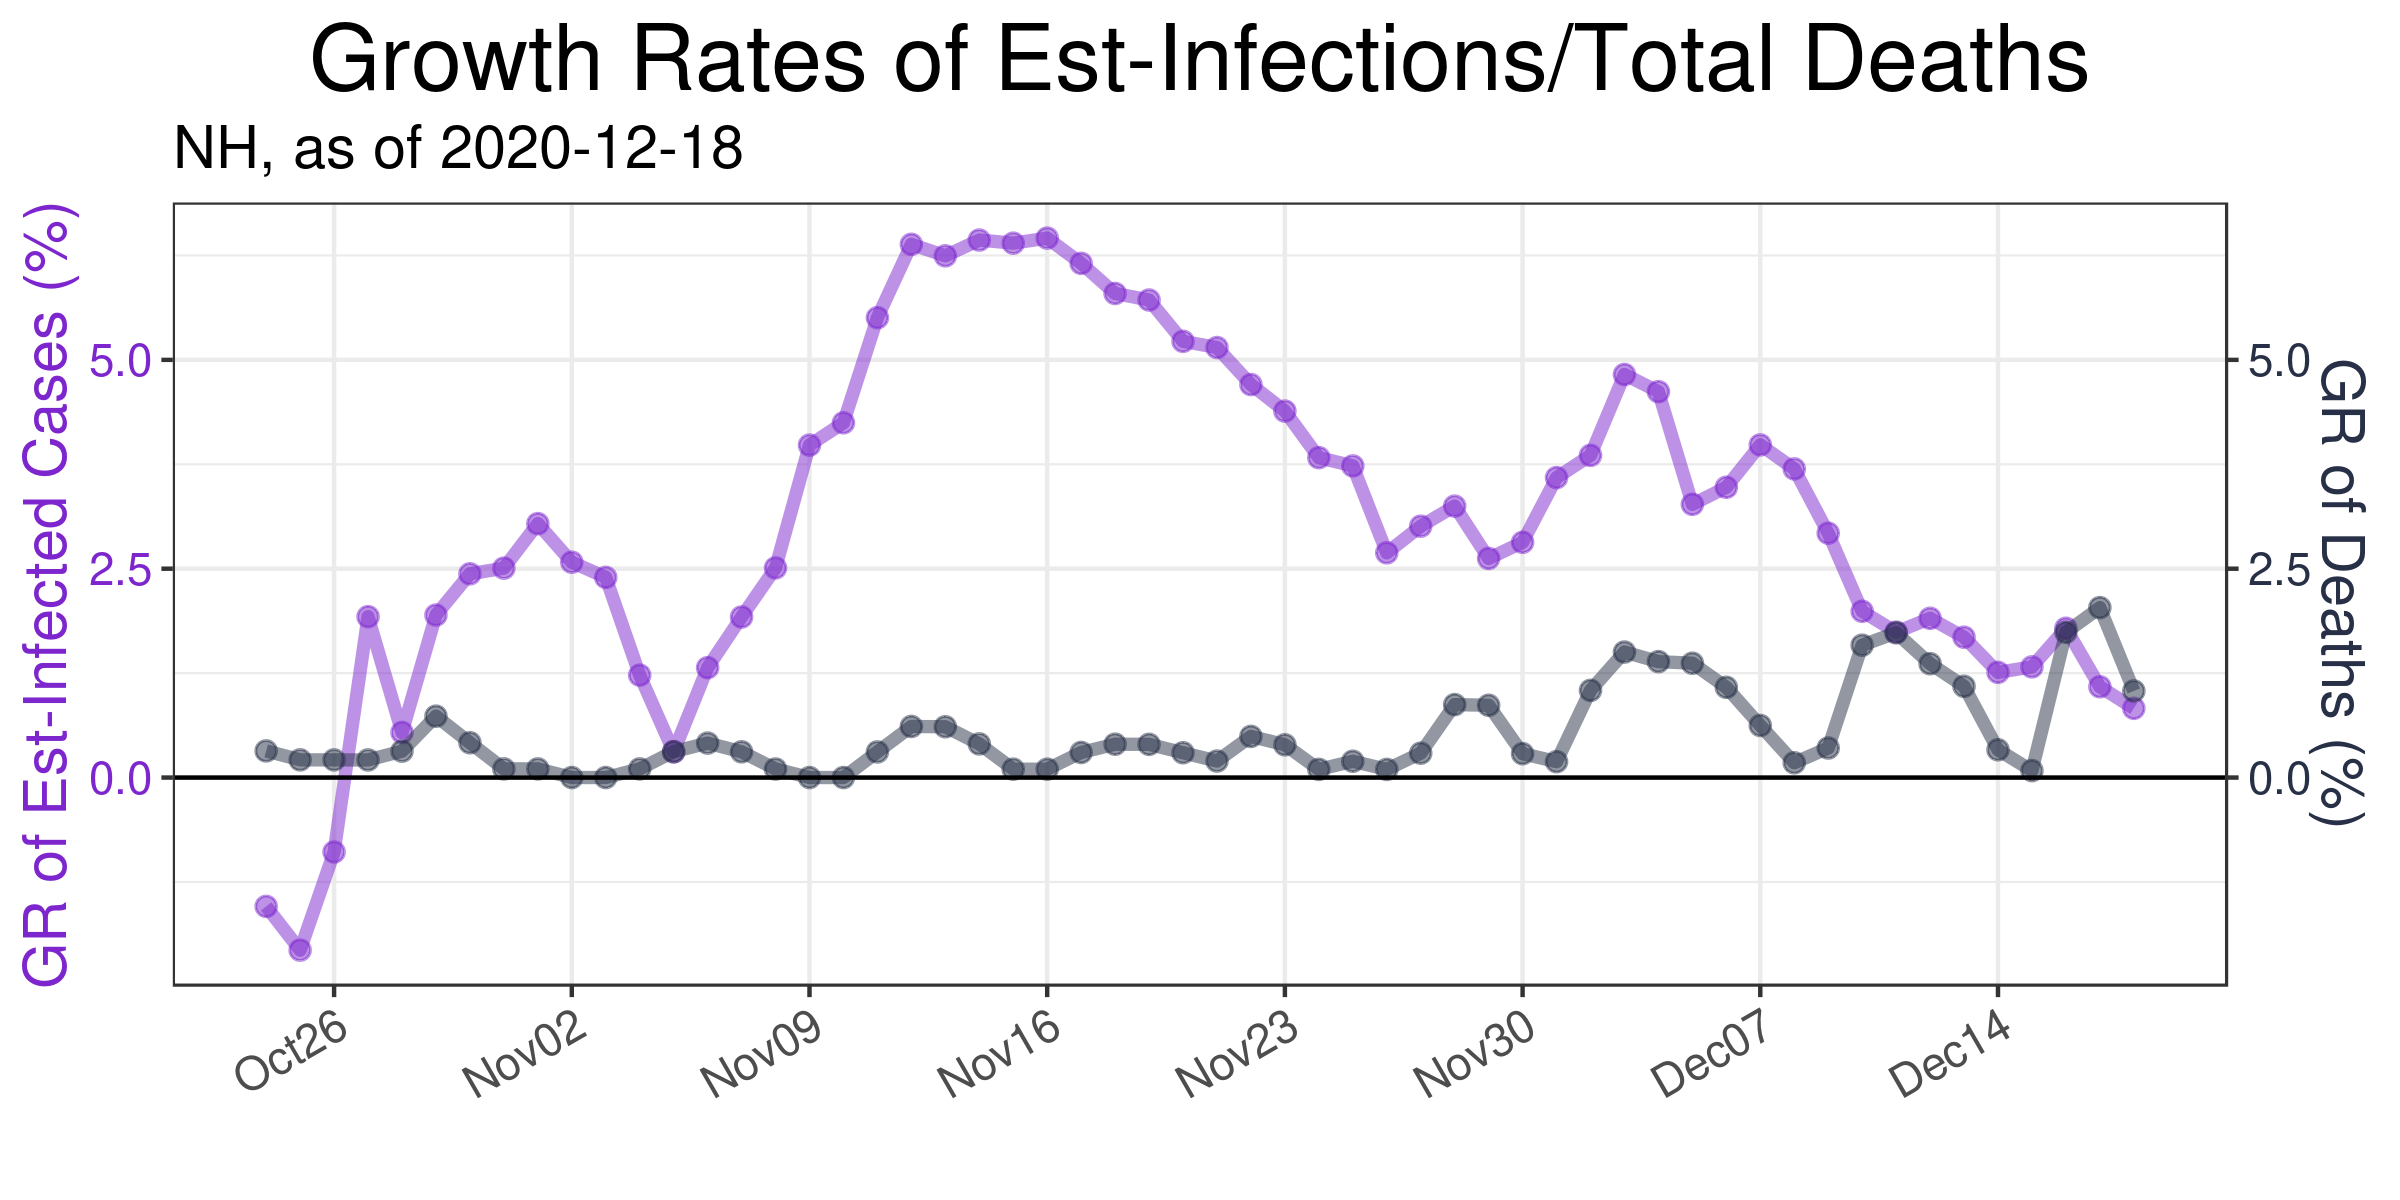 Growth Rates of Est-Infections/Total Deaths
NH, as of 2020-12-18
GR of Est-Infected Cases (%)
5.0
2.5
0.0
5.0
2.5
0.0
GR of Deaths (%)
Oct26
Nov02
Nov09
Nov16
Nov23
Nov30
Dec07
Dec14